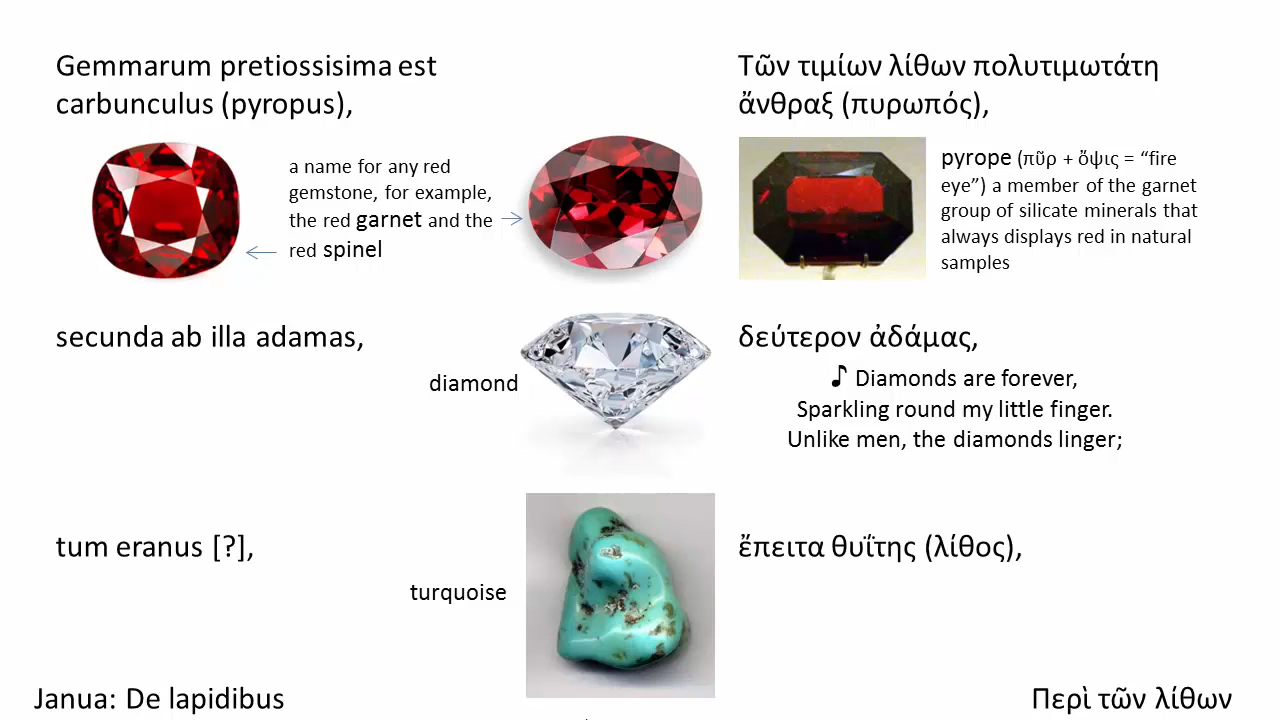 Gemmarum pretiossisima est
carbunculus (pyropus),
Τῶν τιμίων λίθων πολυτιμωτάτη
ἄνθραξ (πυρωπός),
a name for any red
gemstone, for example,
the red garnet and the
red spinel
pyrope (πῦρ + ὄψις = “fire
eye”) a member of the garnet
group of silicate minerals that
always displays red in natural
samples
secunda ab illa adamas,
diamond
δεύτερον ἀδάμας,
♪ Diamonds are forever,
Sparkling round my little finger.
Unlike men, the diamonds linger;
tum eranus [?],
turquoise
ἔπειτα θυΐτης (λίθος),
Janua: De lapidibus
Περὶ τῶν λίθων